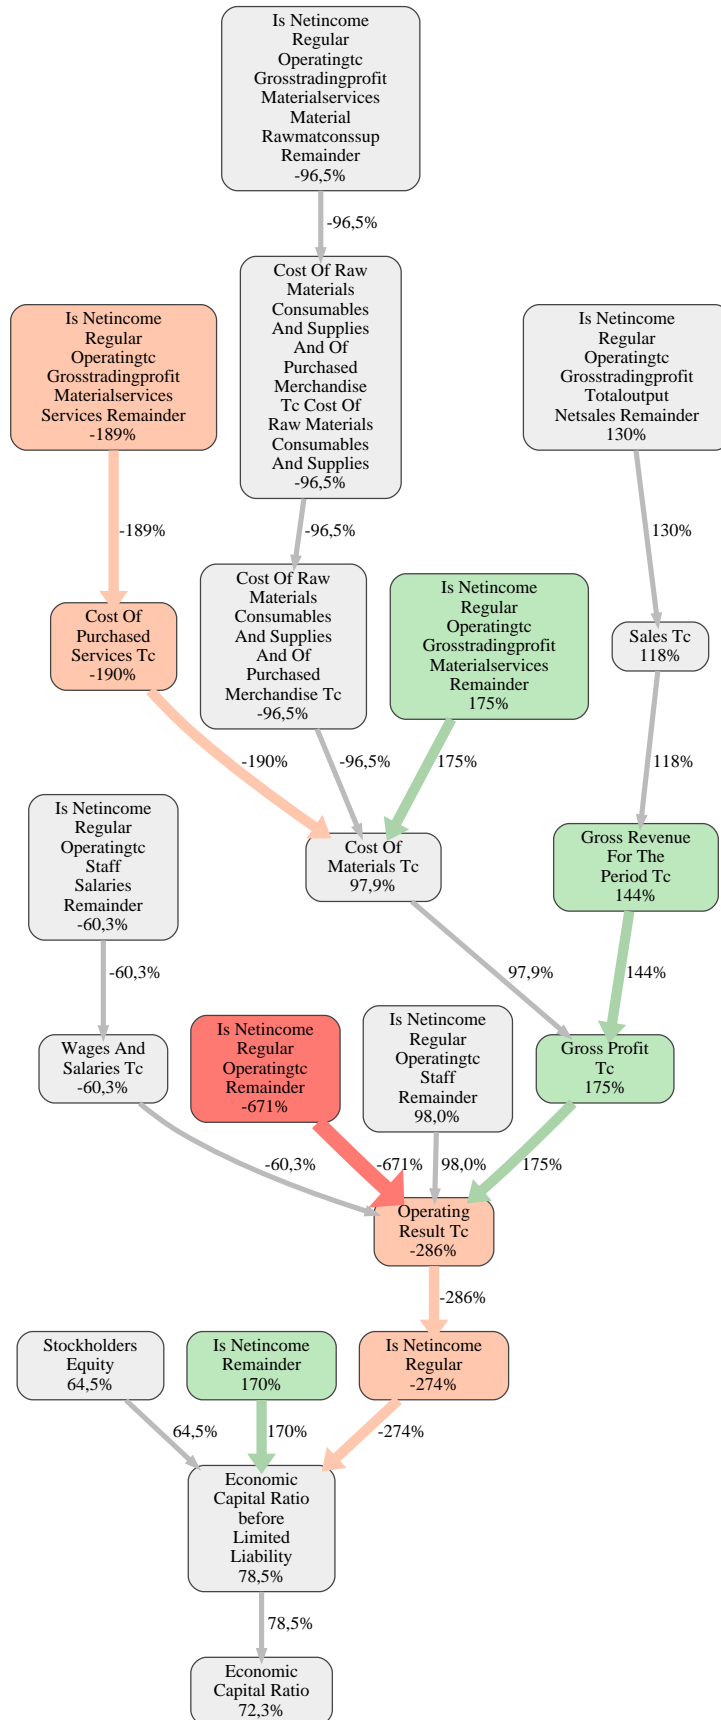 Is Netincome
Regular
Operatingtc
Grosstradingprofit
Materialservices
Material
Rawmatconssup
Remainder
-96,5%
-96,5%
Cost Of Raw
Materials
Consumables
And Supplies
And Of
Purchased
Merchandise
Tc Cost Of
Raw Materials
Consumables
And Supplies
-96,5%
Is Netincome
Regular
Operatingtc
Grosstradingprofit
Materialservices
Services Remainder
-189%
Is Netincome
Regular
Operatingtc
Grosstradingprofit
Totaloutput
Netsales Remainder
130%
-189%
-96,5%
130%
Cost Of
Purchased
Services Tc
-190%
Cost Of Raw
Materials
Consumables
And Supplies
And Of
Purchased
Merchandise Tc
-96,5%
Is Netincome
Regular
Operatingtc
Grosstradingprofit
Materialservices
Remainder
175%
Sales Tc
118%
-190%
-96,5%
175%
118%
Is Netincome
Regular
Operatingtc
Staff
Salaries
Remainder
-60,3%
Cost Of
Materials Tc
97,9%
Gross Revenue
For The
Period Tc
144%
-60,3%
97,9%
144%
Wages And
Salaries Tc
-60,3%
Is Netincome
Regular
Operatingtc
Remainder
-671%
Is Netincome
Regular
Operatingtc
Staff
Remainder
98,0%
Gross Profit
Tc
175%
-60,3%
-671%
98,0%
175%
Operating
Result Tc
-286%
-286%
Stockholders
Equity
64,5%
Is Netincome
Remainder
170%
Is Netincome
Regular
-274%
64,5%
170%
-274%
Economic
Capital Ratio
before
Limited
Liability
78,5%
78,5%
Economic
Capital Ratio
72,3%